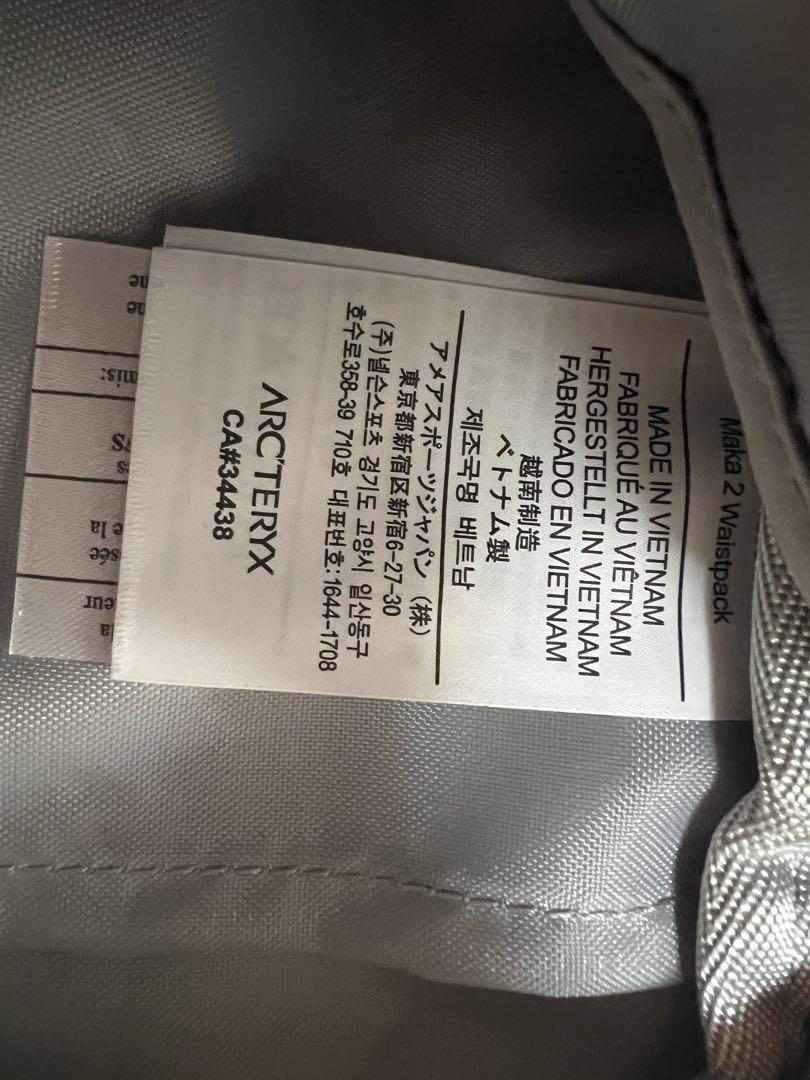 Maka 2 Waistpack
MADE IN VIETNAM
FABRIQUÉ AU VIÊTNAM
HERGESTELLT IN VIETNAM
FABRICADO EN VIETNAM
越南制造
ベトナム製
제조국명 베트남
アメアスポーツジャパン（株）
東京都新宿区新宿6-27-30
(주)넬슨스포츠 경기도 고양시 일산동구
호수로358-39 710호 대표번호:1644-1708
ARC'TERYX
CA#34438